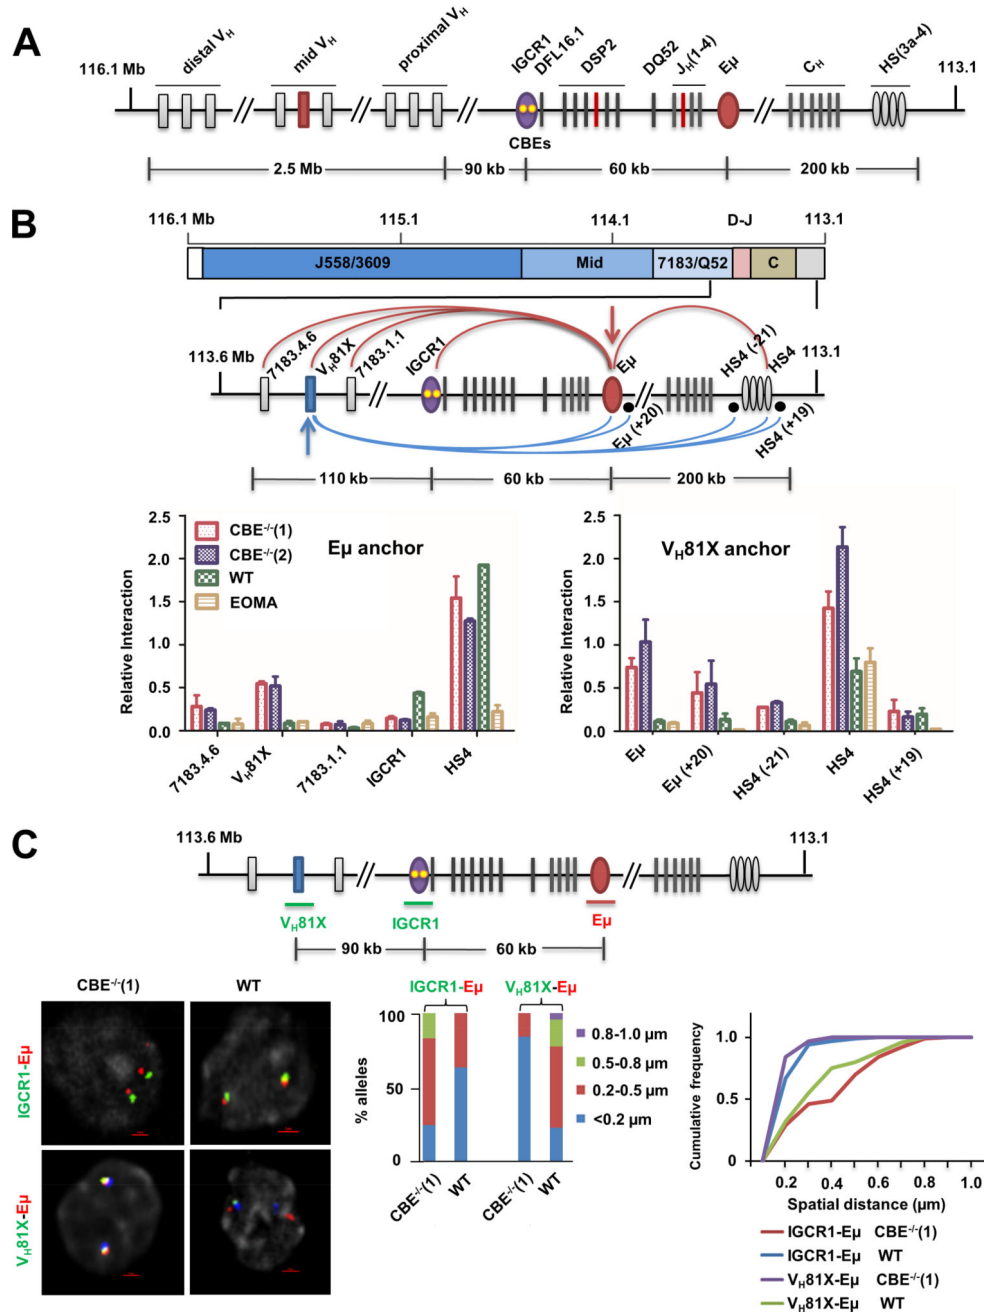 A
distal VH
mid VH
proximal VH
IGCR1
DFL16.1
DSP2
DQ52
JH(1-4)
Eμ
CH
HS(3a-4)
116.1 Mb
113.1
CBEs
2.5 Mb
90 kb
60 kb
200 kb
B
116.1 Mb
115.1
114.1
D-J
113.1
J558/3609
Mid
7183/Q52
C
113.6 Mb
7183.4.6
VH81X
7183.1.1
IGCR1
Eμ
HS4 (-21)
HS4
113.1
Eμ (+20)
HS4 (+19)
110 kb
60 kb
200 kb
Relative Interaction
2.5
2.0
1.5
1.0
0.5
0.0
CBE-/-(1)
CBE-/-(2)
WT
EOMA
Eμ anchor
7183.4.6
VH81X
7183.1.1
IGCR1
HS4
Relative Interaction
2.5
2.0
1.5
1.0
0.5
0.0
VH81X anchor
Eμ
Eμ (+20)
HS4 (-21)
HS4
HS4 (+19)
C
113.6 Mb
113.1
VH81X
IGCR1
Eμ
90 kb
60 kb
CBE-/-(1)
WT
IGCR1-Eμ
VH81X-Eμ
IGCR1-Eμ
VH81X-Eμ
% alleles
100
50
0
CBE-/-(1)
WT
CBE-/-(1)
WT
0.8-1.0 μm
0.5-0.8 μm
0.2-0.5 μm
<0.2 μm
Cumulative frequency
1.0
0.5
0
0.2
0.4
0.6
0.8
1.0
Spatial distance (μm)
IGCR1-Eμ CBE-/-(1)
IGCR1-Eμ WT
VH81X-Eμ CBE-/-(1)
VH81X-Eμ WT